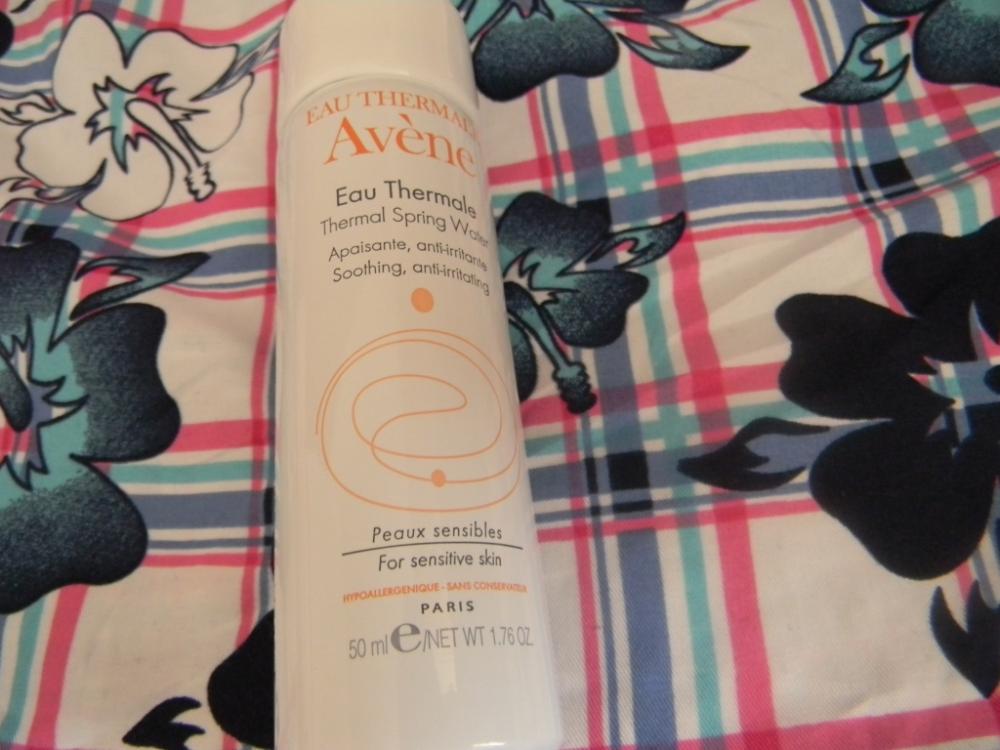 EAU THERMALE
Avène
Eau Thermale
Thermal Spring Water
Apaisante, anti-irritante
Soothing, anti-irritating
Peaux sensibles
For sensitive skin
HYPOALLERGENIQUE - SANS CONSERVATEUR
PARIS
50 ml e/NET WT 1.76 OZ.